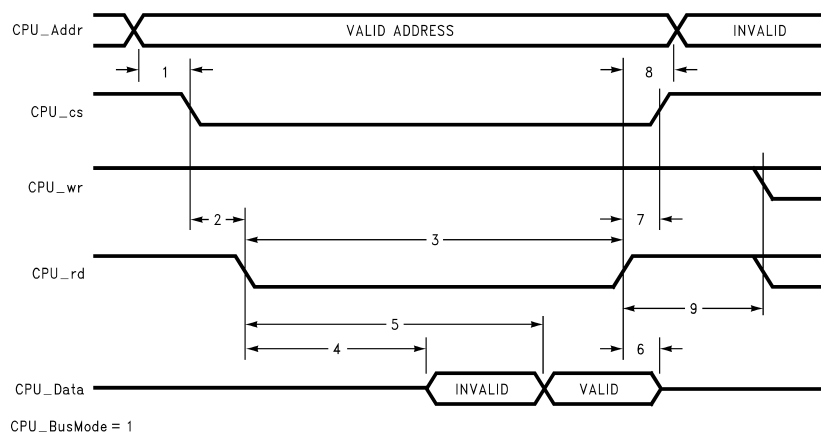 CPU_Addr VALID ADDRESS INVALID
1 8
CPU_cs
CPU_wr
2 7
3
CPU_rd
9
5
4 6
CPU_Data INVALID VALID
CPU_BusMode = 1